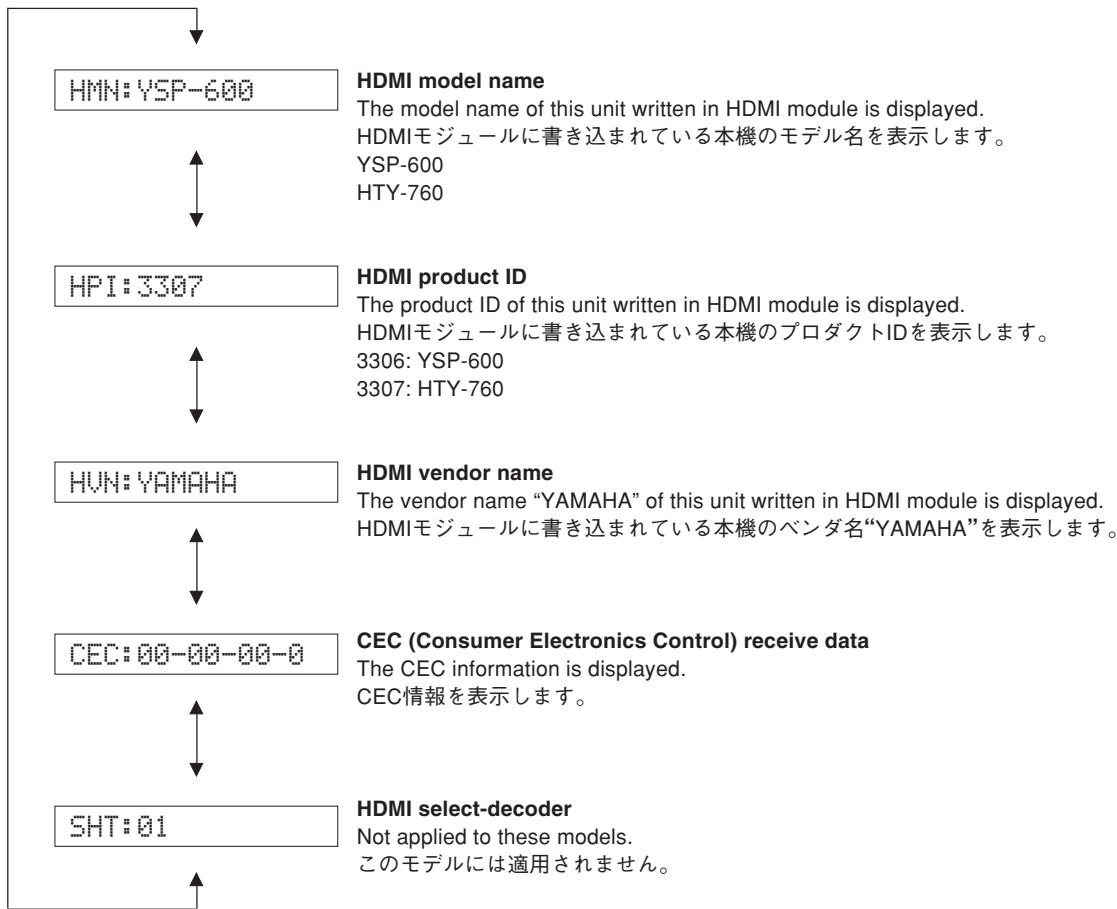 HMN:YSP-600
HDMI model name
The model name of this unit written in HDMI module is displayed.
HDMIモジュールに書き込まれている本機のモデル名を表示します。
YSP-600
HTY-760
HPI:3307
HDMI product ID
The product ID of this unit written in HDMI module is displayed.
HDMIモジュールに書き込まれている本機のプロダクトIDを表示します。
3306: YSP-600
3307: HTY-760
HVN:YAMAHA
HDMI vendor name
The vendor name “YAMAHA” of this unit written in HDMI module is displayed.
HDMIモジュールに書き込まれている本機のベンダ名“YAMAHA”を表示します。
CEC:00-00-00-0
CEC (Consumer Electronics Control) receive data
The CEC information is displayed.
CEC情報を表示します。
SHT:01
HDMI select-decoder
Not applied to these models.
このモデルには適用されません。